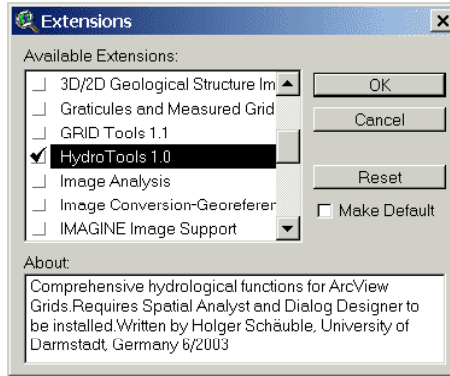 Extensions
Available Extensions:
3D/2D Geological Structure Im
Graticules and Measured Grid
GRID Tools 1.1
HydroTools 1.0
Image Analysis
Image Conversion-Georeferen
IMAGINE Image Support
OK
Cancel
Reset
Make Default
About:
Comprehensive hydrological functions for ArcView
Grids.Requires Spatial Analyst and Dialog Designer to
be installed.Written by Holger Schäuble, University of
Darmstadt, Germany 6/2003